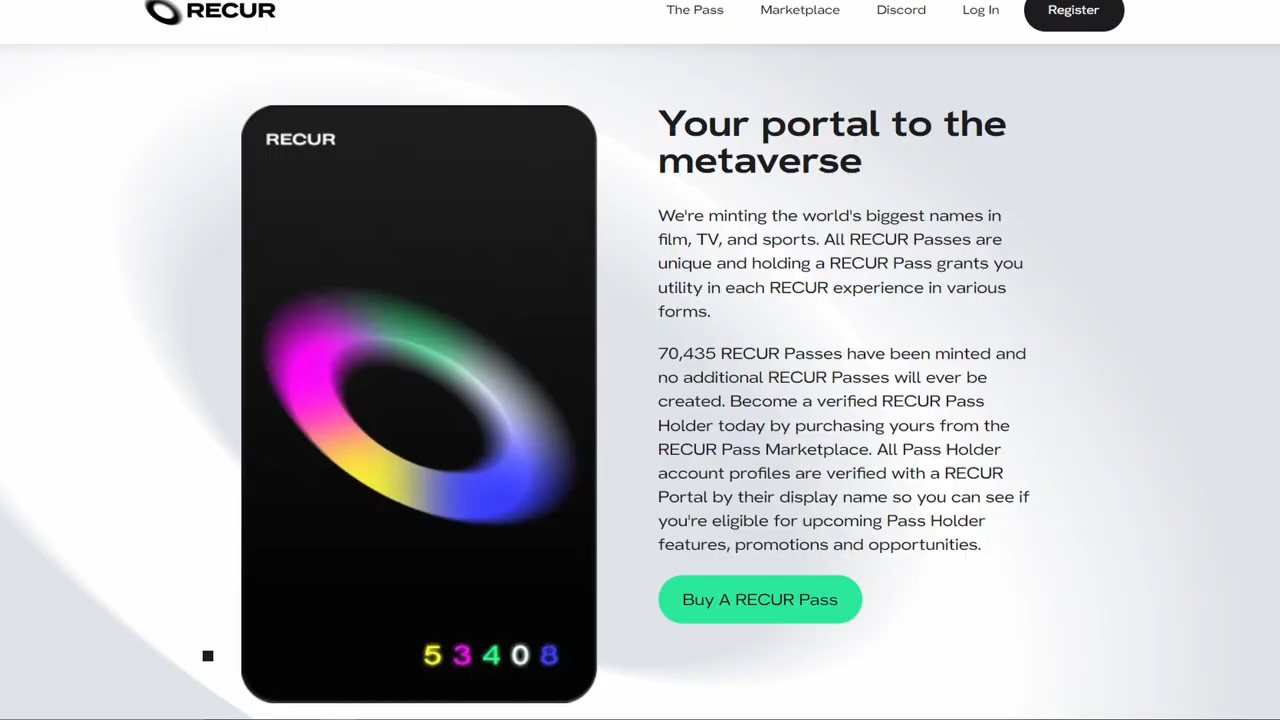 RECUR
The Pass
Marketplace
Discord
Log In
Register
RECUR
53408
Your portal to the
metaverse
We're minting the world's biggest names in
film, TV, and sports. All RECUR Passes are
unique and holding a RECUR Pass grants you
utility in each RECUR experience in various
forms.
70,435 RECUR Passes have been minted and
no additional RECUR Passes will ever be
created. Become a verified RECUR Pass
Holder today by purchasing yours from the
RECUR Pass Marketplace. All Pass Holder
account profiles are verified with a RECUR
Portal by their display name so you can see if
you're eligible for upcoming Pass Holder
features, promotions and opportunities.
Buy A RECUR Pass